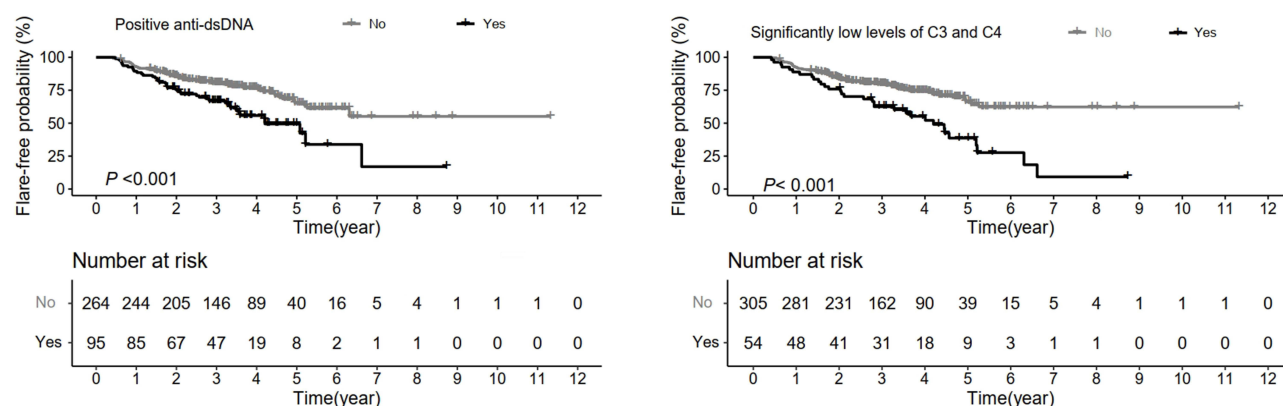 Positive anti-dsDNA No Yes
Flare-free probability (%)
100
75
50
25
0
P <0.001
0 1 2 3 4 5 6 7 8 9 10 11 12
Time(year)
Number at risk
No 264 244 205 146 89 40 16 5 4 1 1 1 0
Yes 95 85 67 47 19 8 2 1 1 0 0 0 0
0 1 2 3 4 5 6 7 8 9 10 11 12
Time(year)
Significantly low levels of C3 and C4 No Yes
Flare-free probability (%)
100
75
50
25
0
P< 0.001
0 1 2 3 4 5 6 7 8 9 10 11 12
Time(year)
Number at risk
No 305 281 231 162 90 39 15 5 4 1 1 1 0
Yes 54 48 41 31 18 9 3 1 1 0 0 0 0
0 1 2 3 4 5 6 7 8 9 10 11 12
Time(year)